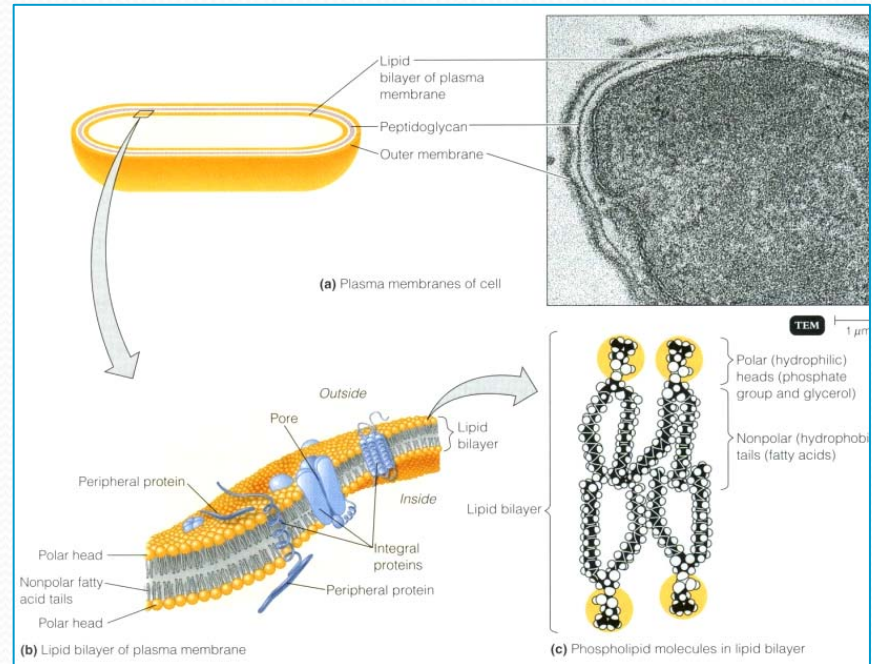 Lipid
bilayer of plasma
membrane
Peptidoglycan
Outer membrane
(a) Plasma membranes of cell
TEM
1 µm
Outside
Pore
Lipid
bilayer
Peripheral protein
Inside
Polar head
Integral
proteins
Nonpolar fatty
acid tails
Peripheral protein
Polar head
(b) Lipid bilayer of plasma membrane
Polar (hydrophilic)
heads (phosphate
group and glycerol)
Nonpolar (hydrophobi
tails (fatty acids)
Lipid bilayer
(c) Phospholipid molecules in lipid bilayer